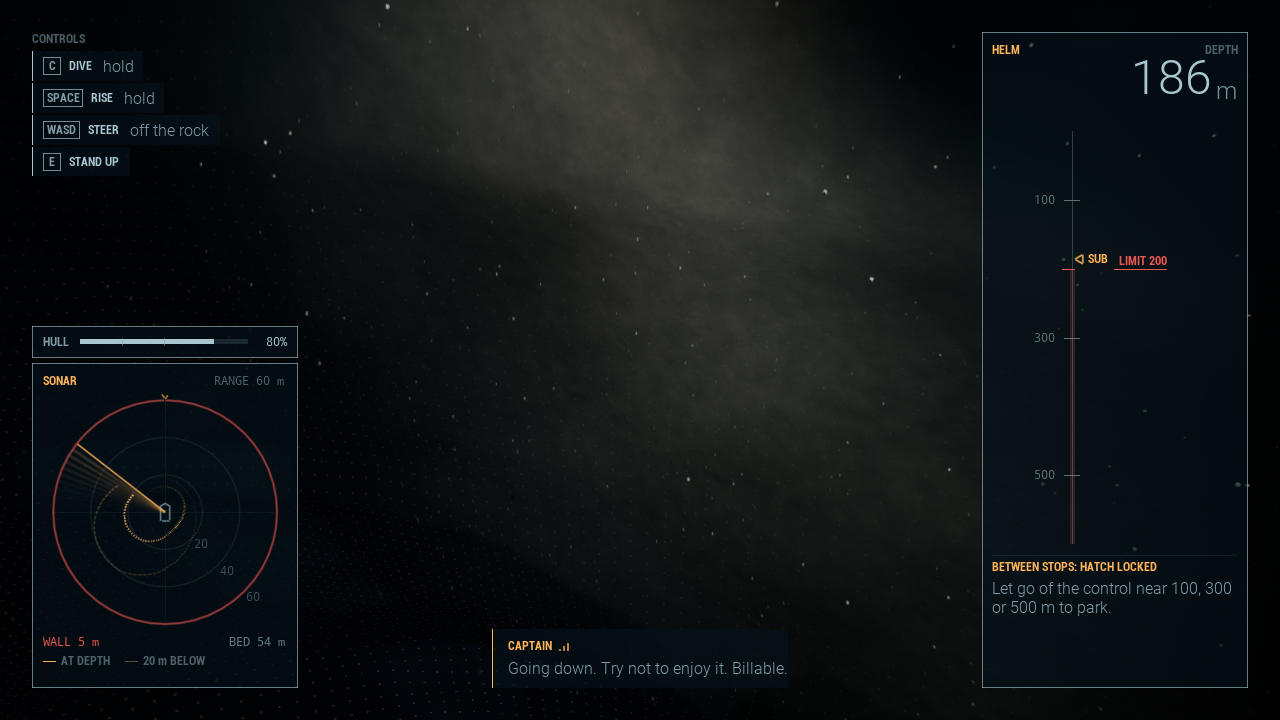 CONTROLS
C DIVE hold
SPACE RISE hold
WASD STEER off the rock
E STAND UP
HULL 80%
SONAR RANGE 60 m
20
40
60
WALL 5 m BED 54 m
AT DEPTH 20 m BELOW
CAPTAIN
Going down. Try not to enjoy it. Billable.
HELM DEPTH
186 m
100
SUB LIMIT 200
300
500
BETWEEN STOPS: HATCH LOCKED
Let go of the control near 100, 300
or 500 m to park.